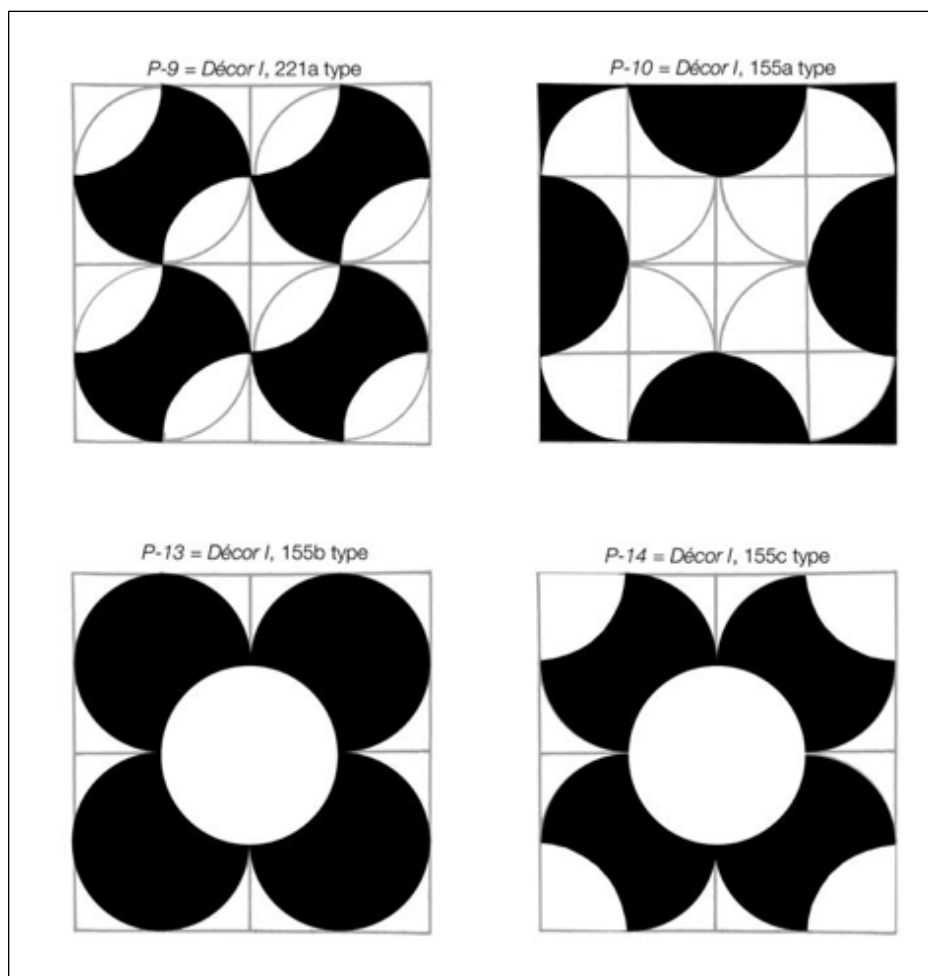 P-9 = Décor I, 221a type
P-10 = Décor I, 155a type
P-13 = Décor I, 155b type
P-14 = Décor I, 155c type